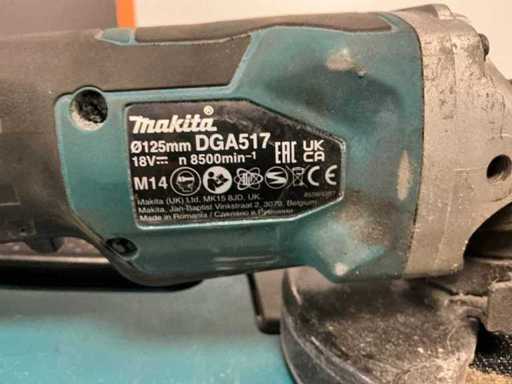 makita®
Ø125mm DGA517
18V⎓ n 8500min⁻¹
EAC UK CA
M14 CE
Makita (UK) Ltd. MK15 8JD, UK
Makita, Jan-Baptist Vinkstraat 2, 3070, Belgium
Made in Romania / Сделано в Румынии